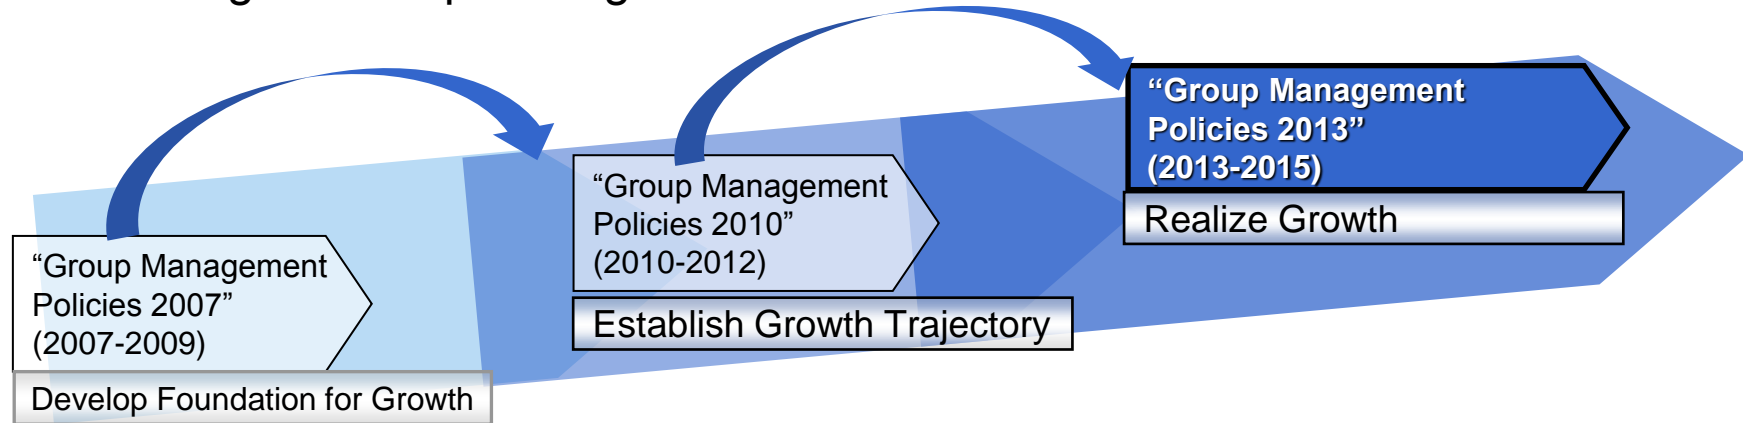 “Group Management
Policies 2007”
(2007-2009)
Develop Foundation for Growth
“Group Management
Policies 2010”
(2010-2012)
Establish Growth Trajectory
“Group Management
Policies 2013”
(2013-2015)
Realize Growth